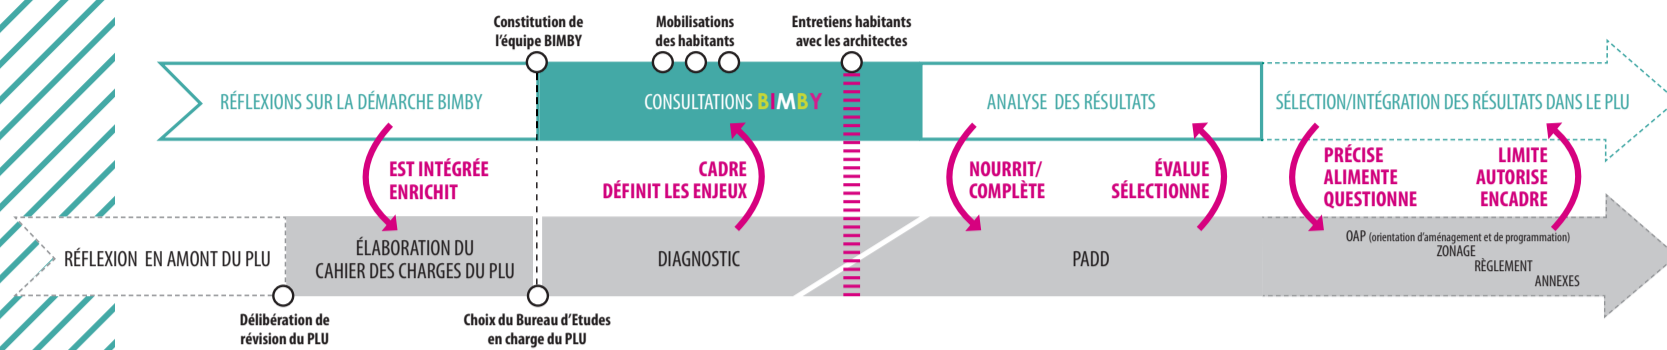 Constitution de
l'équipe BIMBY
Mobilisations
des habitants
Entretiens habitants
avec les architectes
RÉFLEXIONS SUR LA DÉMARCHE BIMBY
CONSULTATIONS BIMBY
ANALYSE DES RÉSULTATS
SÉLECTION/INTÉGRATION DES RÉSULTATS DANS LE PLU
EST INTÉGRÉE
ENRICHIT
CADRE
DÉFINIT LES ENJEUX
NOURRIT/
COMPLÈTE
ÉVALUE
SÉLECTIONNE
PRÉCISE
ALIMENTE
QUESTIONNE
LIMITE
AUTORISE
ENCADRE
RÉFLEXION EN AMONT DU PLU
ÉLABORATION DU
CAHIER DES CHARGES DU PLU
DIAGNOSTIC
PADD
OAP (orientation d'aménagement et de programmation)
ZONAGE
RÈGLEMENT
ANNEXES
Délibération de
révision du PLU
Choix du Bureau d'Etudes
en charge du PLU